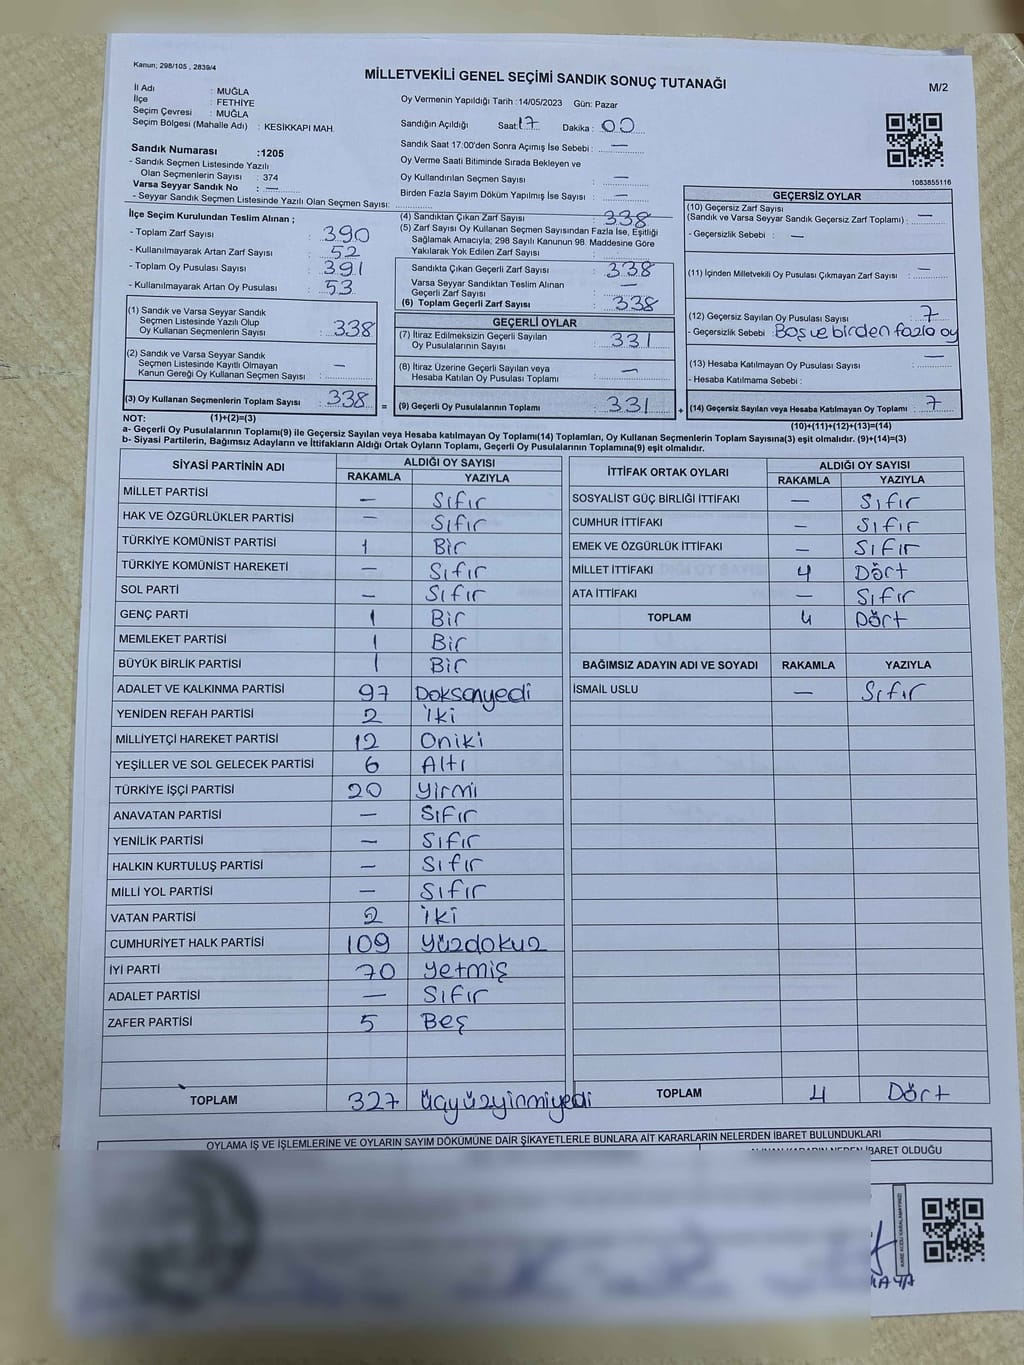 Kanun; 298/105 , 2839/4
MİLLETVEKİLİ GENEL SEÇİMİ SANDIK SONUÇ TUTANAĞI
M/2
İl Adı : MUĞLA
İlçe : FETHİYE
Seçim Çevresi : MUĞLA
Seçim Bölgesi (Mahalle Adı) : KESİKKAPI MAH.
Sandık Numarası :1205
- Sandık Seçmen Listesinde Yazılı
Olan Seçmenlerin Sayısı : 374
Varsa Seyyar Sandık No : —
- Seyyar Sandık Seçmen Listesinde Yazılı Olan Seçmen Sayısı:
Oy Vermenin Yapıldığı Tarih :14/05/2023 Gün: Pazar
Sandığın Açıldığı Saat: 17 Dakika : 00
Sandık Saat 17:00'den Sonra Açımış İse Sebebi : —
Oy Verme Saati Bitiminde Sırada Bekleyen ve
Oy Kullandırılan Seçmen Sayısı : —
Birden Fazla Sayım Döküm Yapılmış İse Sayısı : —
1083855116
İlçe Seçim Kurulundan Teslim Alınan ;
- Toplam Zarf Sayısı : 390
- Kullanılmayarak Artan Zarf Sayısı : 52
- Toplam Oy Pusulası Sayısı : 391
- Kullanılmayarak Artan Oy Pusulası : 53
(1) Sandık ve Varsa Seyyar Sandık
Seçmen Listesinde Yazılı Olup
Oy Kullanan Seçmenlerin Sayısı : 338
(2) Sandık ve Varsa Seyyar Sandık
Seçmen Listesinde Kayıtlı Olmayan
Kanun Gereği Oy Kullanan Seçmen Sayısı : —
(3) Oy Kullanan Seçmenlerin Toplam Sayısı : 338 =
(4) Sandıktan Çıkan Zarf Sayısı : 338
(5) Zarf Sayısı Oy Kullanan Seçmen Sayısından Fazla İse, Eşitliği
Sağlamak Amacıyla; 298 Sayılı Kanunun 98. Maddesine Göre
Yakılarak Yok Edilen Zarf Sayısı :
Sandıkta Çıkan Geçerli Zarf Sayısı : 338
Varsa Seyyar Sandıktan Teslim Alınan
Geçerli Zarf Sayısı : —
(6) Toplam Geçerli Zarf Sayısı : 338
GEÇERLİ OYLAR
(7) İtiraz Edilmeksizin Geçerli Sayılan
Oy Pusulalarının Sayısı : 331
(8) İtiraz Üzerine Geçerli Sayılan veya
Hesaba Katılan Oy Pusulası Toplamı : —
(9) Geçerli Oy Pusulalarının Toplamı : 331 +
GEÇERSİZ OYLAR
(10) Geçersiz Zarf Sayısı
(Sandık ve Varsa Seyyar Sandık Geçersiz Zarf Toplamı) : —
- Geçersizlik Sebebi : —
(11) İçinden Milletvekili Oy Pusulası Çıkmayan Zarf Sayısı : —
(12) Geçersiz Sayılan Oy Pusulası Sayısı : 7
- Geçersizlik Sebebi : Boş ve birden fazla oy
(13) Hesaba Katılmayan Oy Pusulası Sayısı : —
- Hesaba Katılmama Sebebi :
(14) Geçersiz Sayılan veya Hesaba Katılmayan Oy Toplamı : 7
NOT: (1)+(2)=(3)
(10)+(11)+(12)+(13)=(14)
a- Geçerli Oy Pusulalarının Toplamı(9) ile Geçersiz Sayılan veya Hesaba katılmayan Oy Toplamı(14) Toplamları, Oy Kullanan Seçmenlerin Toplam Sayısına(3) eşit olmalıdır. (9)+(14)=(3)
b- Siyasi Partilerin, Bağımsız Adayların ve İttifakların Aldığı Ortak Oyların Toplamı, Geçerli Oy Pusulalarının Toplamına(9) eşit olmalıdır.
SİYASİ PARTİNİN ADI ALDIĞI OY SAYISI
RAKAMLA YAZIYLA
MİLLET PARTİSİ — Sıfır
HAK VE ÖZGÜRLÜKLER PARTİSİ — Sıfır
TÜRKİYE KOMÜNİST PARTİSİ 1 Bir
TÜRKİYE KOMÜNİST HAREKETİ — Sıfır
SOL PARTİ — Sıfır
GENÇ PARTİ 1 Bir
MEMLEKET PARTİSİ 1 Bir
BÜYÜK BİRLİK PARTİSİ 1 Bir
ADALET VE KALKINMA PARTİSİ 97 Doksanyedi
YENİDEN REFAH PARTİSİ 2 İki
MİLLİYETÇİ HAREKET PARTİSİ 12 Oniki
YEŞİLLER VE SOL GELECEK PARTİSİ 6 Altı
TÜRKİYE İŞÇİ PARTİSİ 20 Yirmi
ANAVATAN PARTİSİ — Sıfır
YENİLİK PARTİSİ — Sıfır
HALKIN KURTULUŞ PARTİSİ — Sıfır
MİLLİ YOL PARTİSİ — Sıfır
VATAN PARTİSİ 2 İki
CUMHURİYET HALK PARTİSİ 109 Yüzdokuz
İYİ PARTİ 70 Yetmiş
ADALET PARTİSİ — Sıfır
ZAFER PARTİSİ 5 Beş
TOPLAM 327 Üçyüzyirmiyedi
İTTİFAK ORTAK OYLARI ALDIĞI OY SAYISI
RAKAMLA YAZIYLA
SOSYALİST GÜÇ BİRLİĞİ İTTİFAKI — Sıfır
CUMHUR İTTİFAKI — Sıfır
EMEK VE ÖZGÜRLÜK İTTİFAKI — Sıfır
MİLLET İTTİFAKI 4 Dört
ATA İTTİFAKI — Sıfır
TOPLAM 4 Dört
BAĞIMSIZ ADAYIN ADI VE SOYADI RAKAMLA YAZIYLA
İSMAİL USLU — Sıfır
TOPLAM 4 Dört
OYLAMA İŞ VE İŞLEMLERİNE VE OYLARIN SAYIM DÖKÜMÜNE DAİR ŞİKAYETLERLE BUNLARA AİT KARARLARIN NELERDEN İBARET BULUNDUKLARI
İBARET OLDUĞU